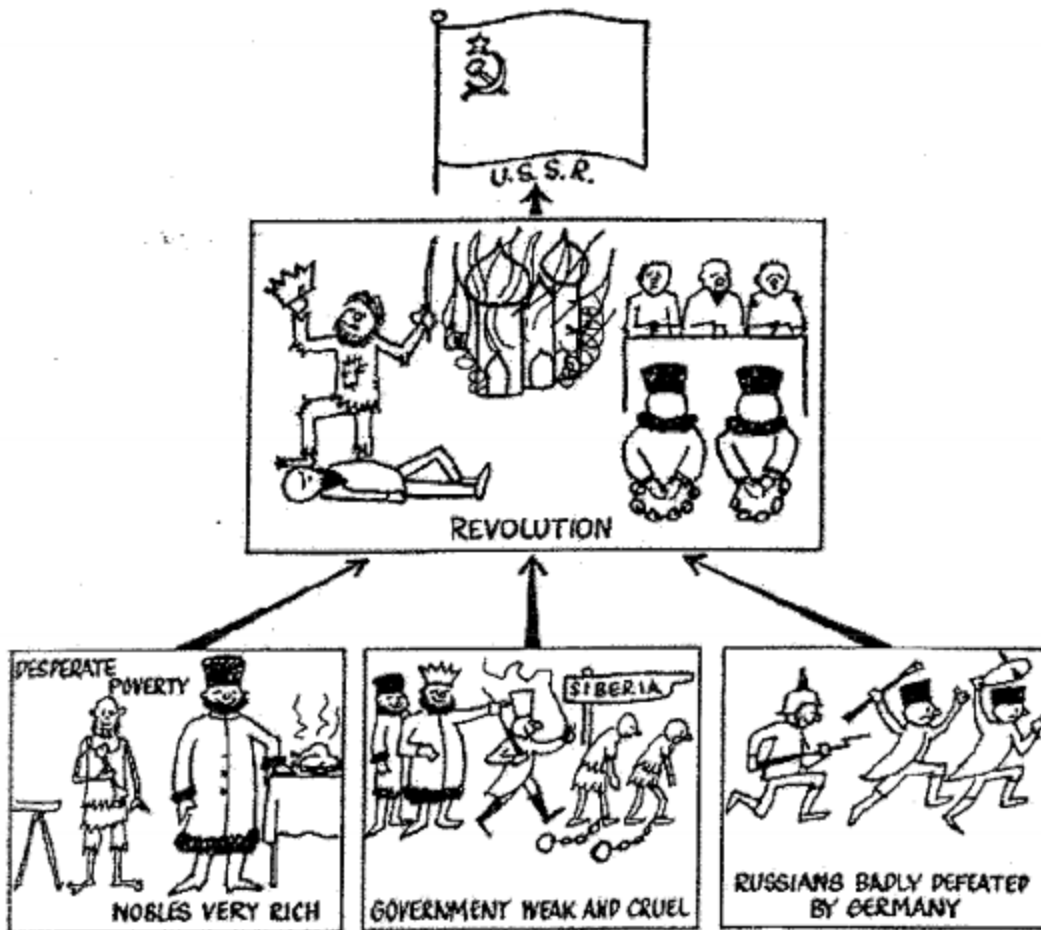 U.S.S.R.
REVOLUTION
DESPERATE
POVERTY
NOBLES VERY RICH
SIBERIA
GOVERNMENT WEAK AND CRUEL
RUSSIANS BADLY DEFEATED
BY GERMANY